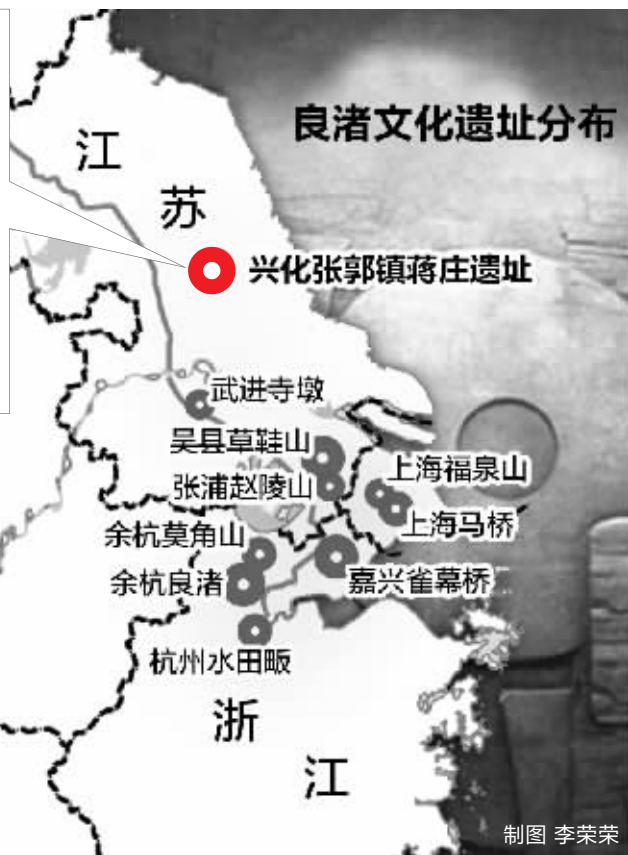 良渚文化遗址分布
江
苏
兴化张郭镇蒋庄遗址
武进寺墩
吴县草鞋山
上海福泉山
张浦赵陵山
上海马桥
余杭莫角山
余杭良渚
嘉兴雀幕桥
杭州水田畈
浙
江
制图 李荣荣